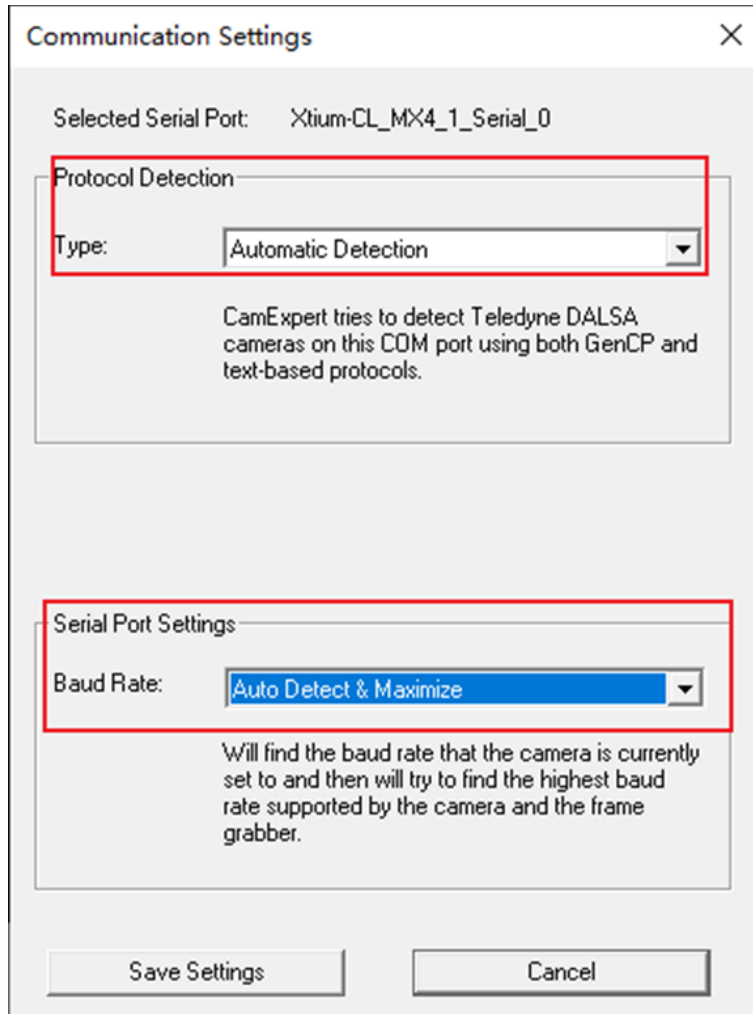 Communication Settings
Selected Serial Port: Xtium-CL_MX4_1_Serial_0
Protocol Detection
Type: Automatic Detection
CamExpert tries to detect Teledyne DALSA
cameras on this COM port using both GenCP and
text-based protocols.
Serial Port Settings
Baud Rate: Auto Detect & Maximize
Will find the baud rate that the camera is currently
set to and then will try to find the highest baud
rate supported by the camera and the frame
grabber.
Save Settings Cancel